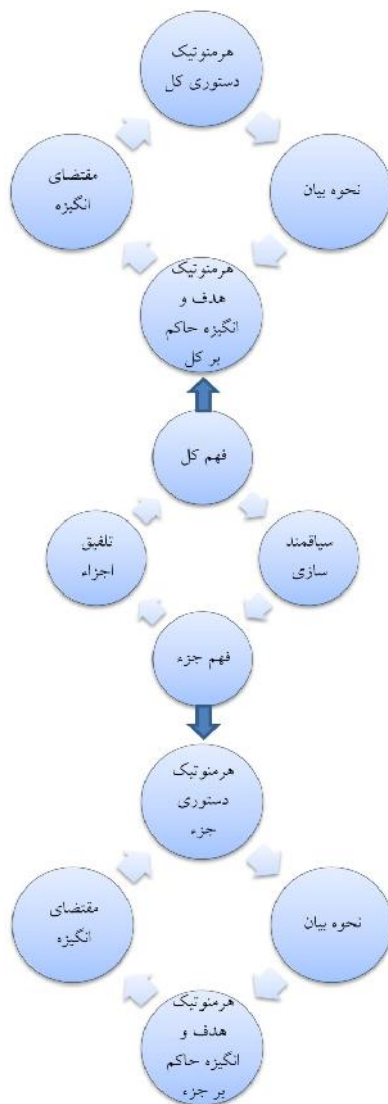 هرمنوتیک
دستوری کل
مقتضای
انگیزه
نحوه بیان
هرمنوتیک
هدف و
انگیزه حاکم
بر کل
فهم کل
تلفیق
اجزاء
سیاقمند
سازی
فهم جزء
هرمنوتیک
دستوری
جزء
مقتضای
انگیزه
نحوه بیان
هرمنوتیک
هدف و
انگیزه حاکم
بر جزء